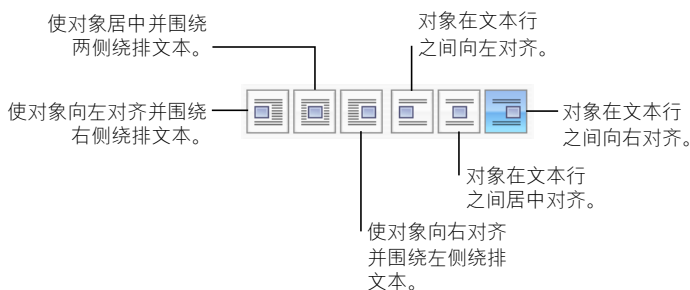 使对象居中并围绕
两侧绕排文本。
对象在文本行
之间向左对齐。
使对象向左对齐并围绕
右侧绕排文本。
对象在文本行
之间向右对齐。
对象在文本行
之间居中对齐。
使对象向右对齐
并围绕左侧绕排
文本。